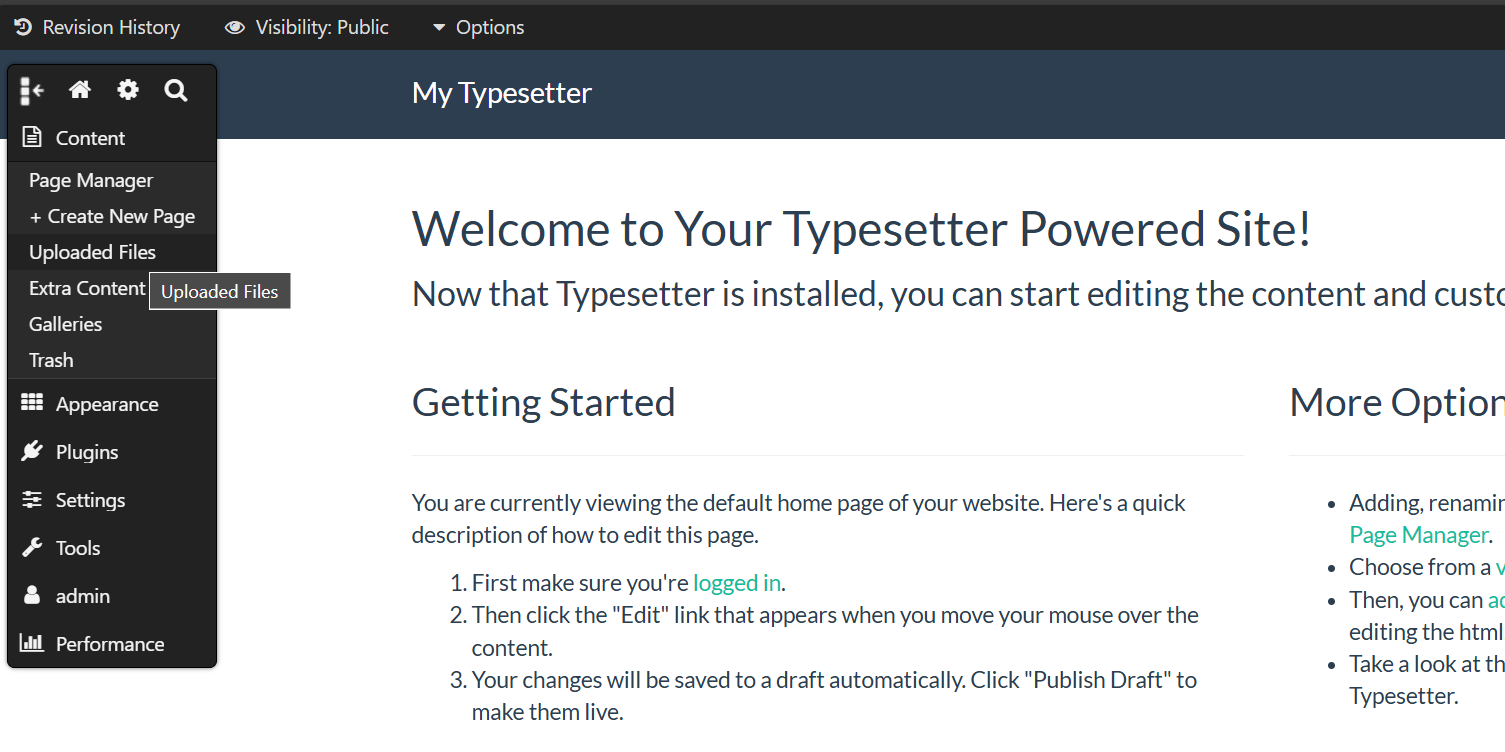 Revision History
Visibility: Public
Options
My Typesetter
Content
Page Manager
+ Create New Page
Uploaded Files
Extra Content
Uploaded Files
Galleries
Trash
Appearance
Plugins
Settings
Tools
admin
Performance
Welcome to Your Typesetter Powered Site!
Now that Typesetter is installed, you can start editing the content and
Getting Started
You are currently viewing the default home page of your website. Here's a quick
description of how to edit this page.
1. First make sure you're logged in.
2. Then click the "Edit" link that appears when you move your mouse over the
content.
3. Your changes will be saved to a draft automatically. Click "Publish Draft" to
make them live.
More
• Adding,
Page Manager.
• Choose from a
• Then, you can
editing the html
• Take a look at
Typesetter.